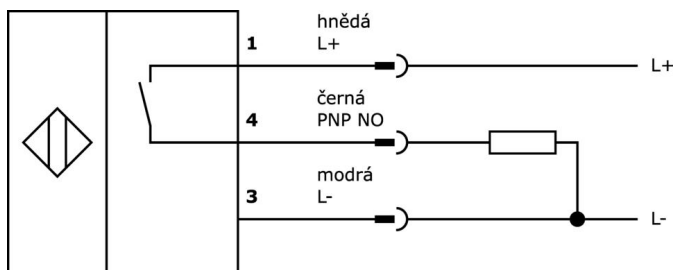 hnědá
1 L+
L+
černá
4 PNP NO
modrá
3 L-
L-